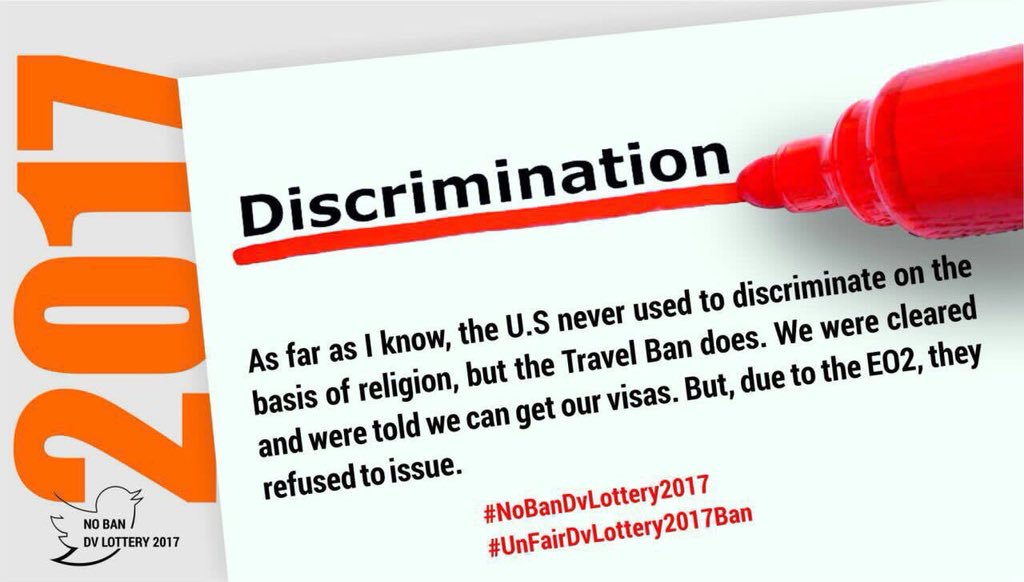 2017
Discrimination
As far as I know, the U.S never used to discriminate on the
basis of religion, but the Travel Ban does. We were cleared
and were told we can get our visas. But, due to the EO2, they
refused to issue.
#NoBanDvLottery2017
#UnFairDvLottery2017Ban
NO BAN
DV LOTTERY 2017